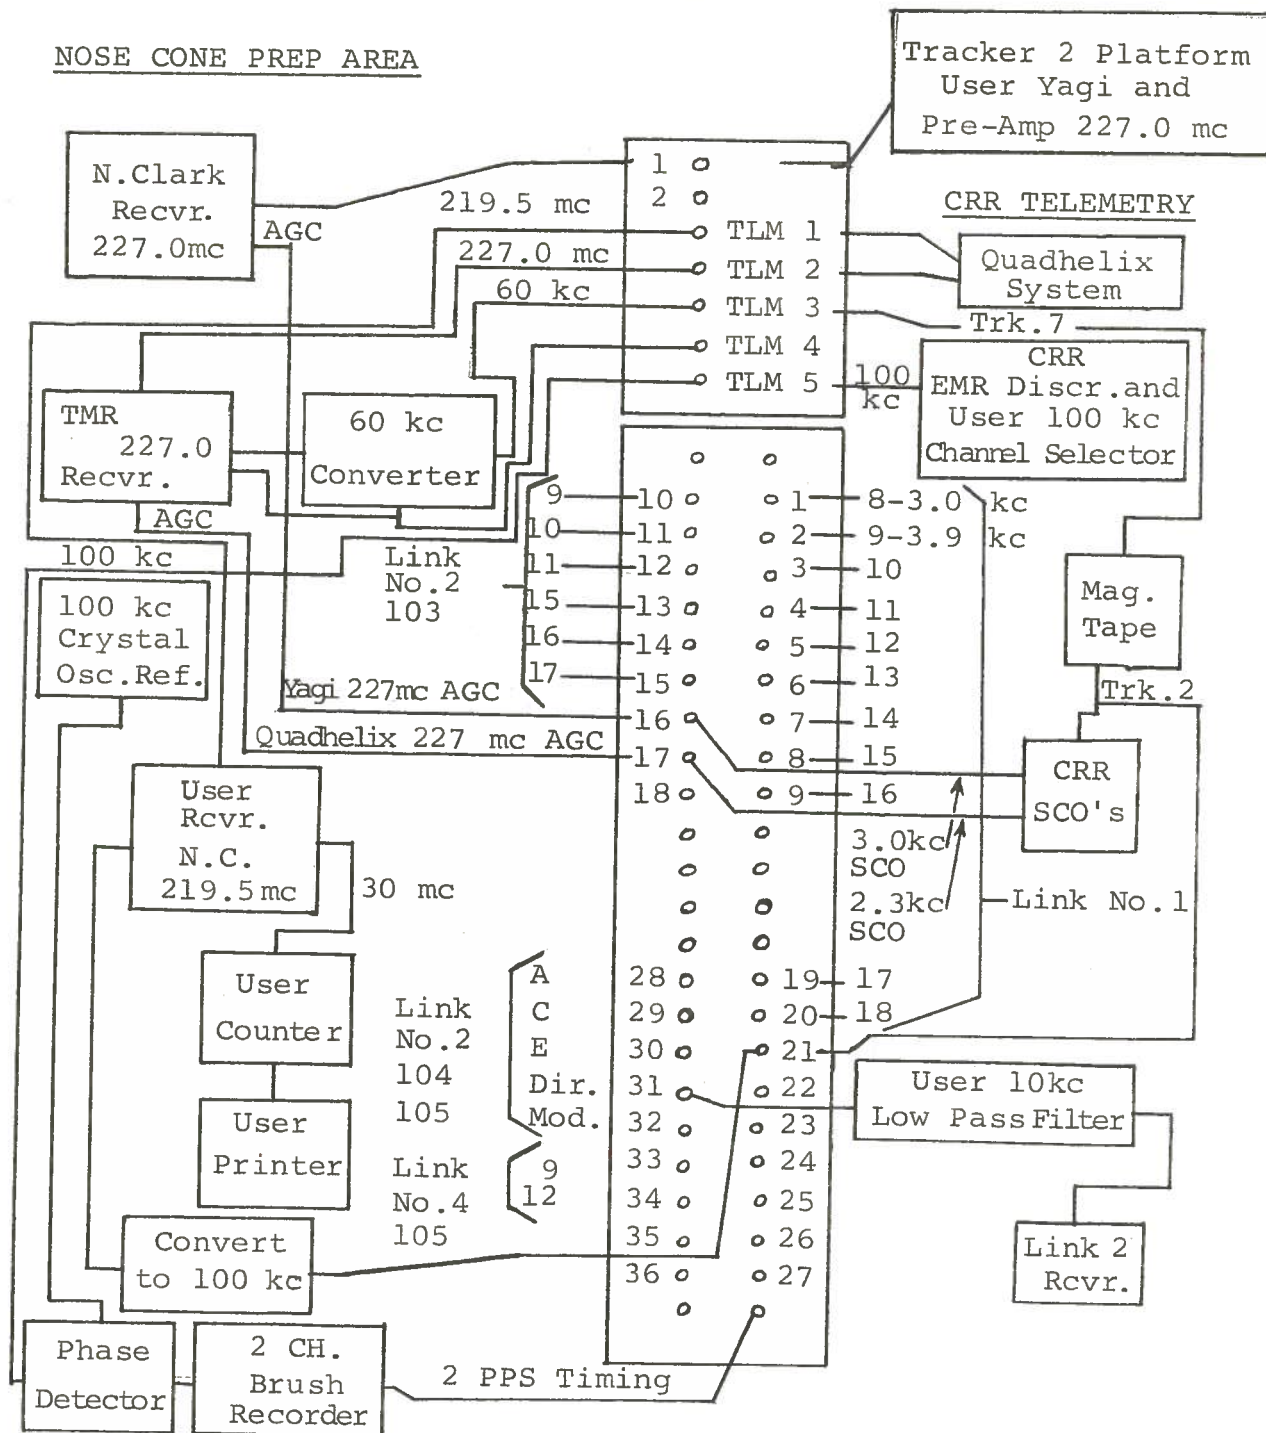 NOSE CONE PREP AREA
Tracker 2 Platform
User Yagi and
Pre-Amp 227.0 mc
N.Clark
Recvr.
227.0mc
AGC
219.5 mc
227.0 mc
60 kc
1
2
TLM 1
TLM 2
TLM 3
TLM 4
TLM 5
CRR TELEMETRY
Quadhelix
System
Trk.7
100
kc
CRR
EMR Discr.and
User 100 kc
Channel Selector
TMR
227.0
Recvr.
AGC
60 kc
Converter
100 kc
100 kc
Crystal
Osc.Ref.
Link
No.2
103
9
10
11
15
16
17
10
11
12
13
14
15
16
17
18
Yagi 227mc AGC
Quadhelix 227 mc AGC
1 8-3.0 kc
2 9-3.9 kc
3 10
4 11
5 12
6 13
7 14
8 15
9 16
Mag.
Tape
Trk.2
CRR
SCO's
3.0kc
SCO
2.3kc
SCO
Link No.1
User
Rcvr.
N.C.
219.5mc
30 mc
User
Counter
User
Printer
Link
No.2
104
105
A
C
E
Dir.
Mod.
Link
No.4
105
9
12
28
29
30
31
32
33
34
35
36
19 17
20 18
21
22
23
24
25
26
27
User 10kc
Low Pass Filter
Link 2
Rcvr.
Convert
to 100 kc
Phase
Detector
2 CH.
Brush
Recorder
2 PPS Timing